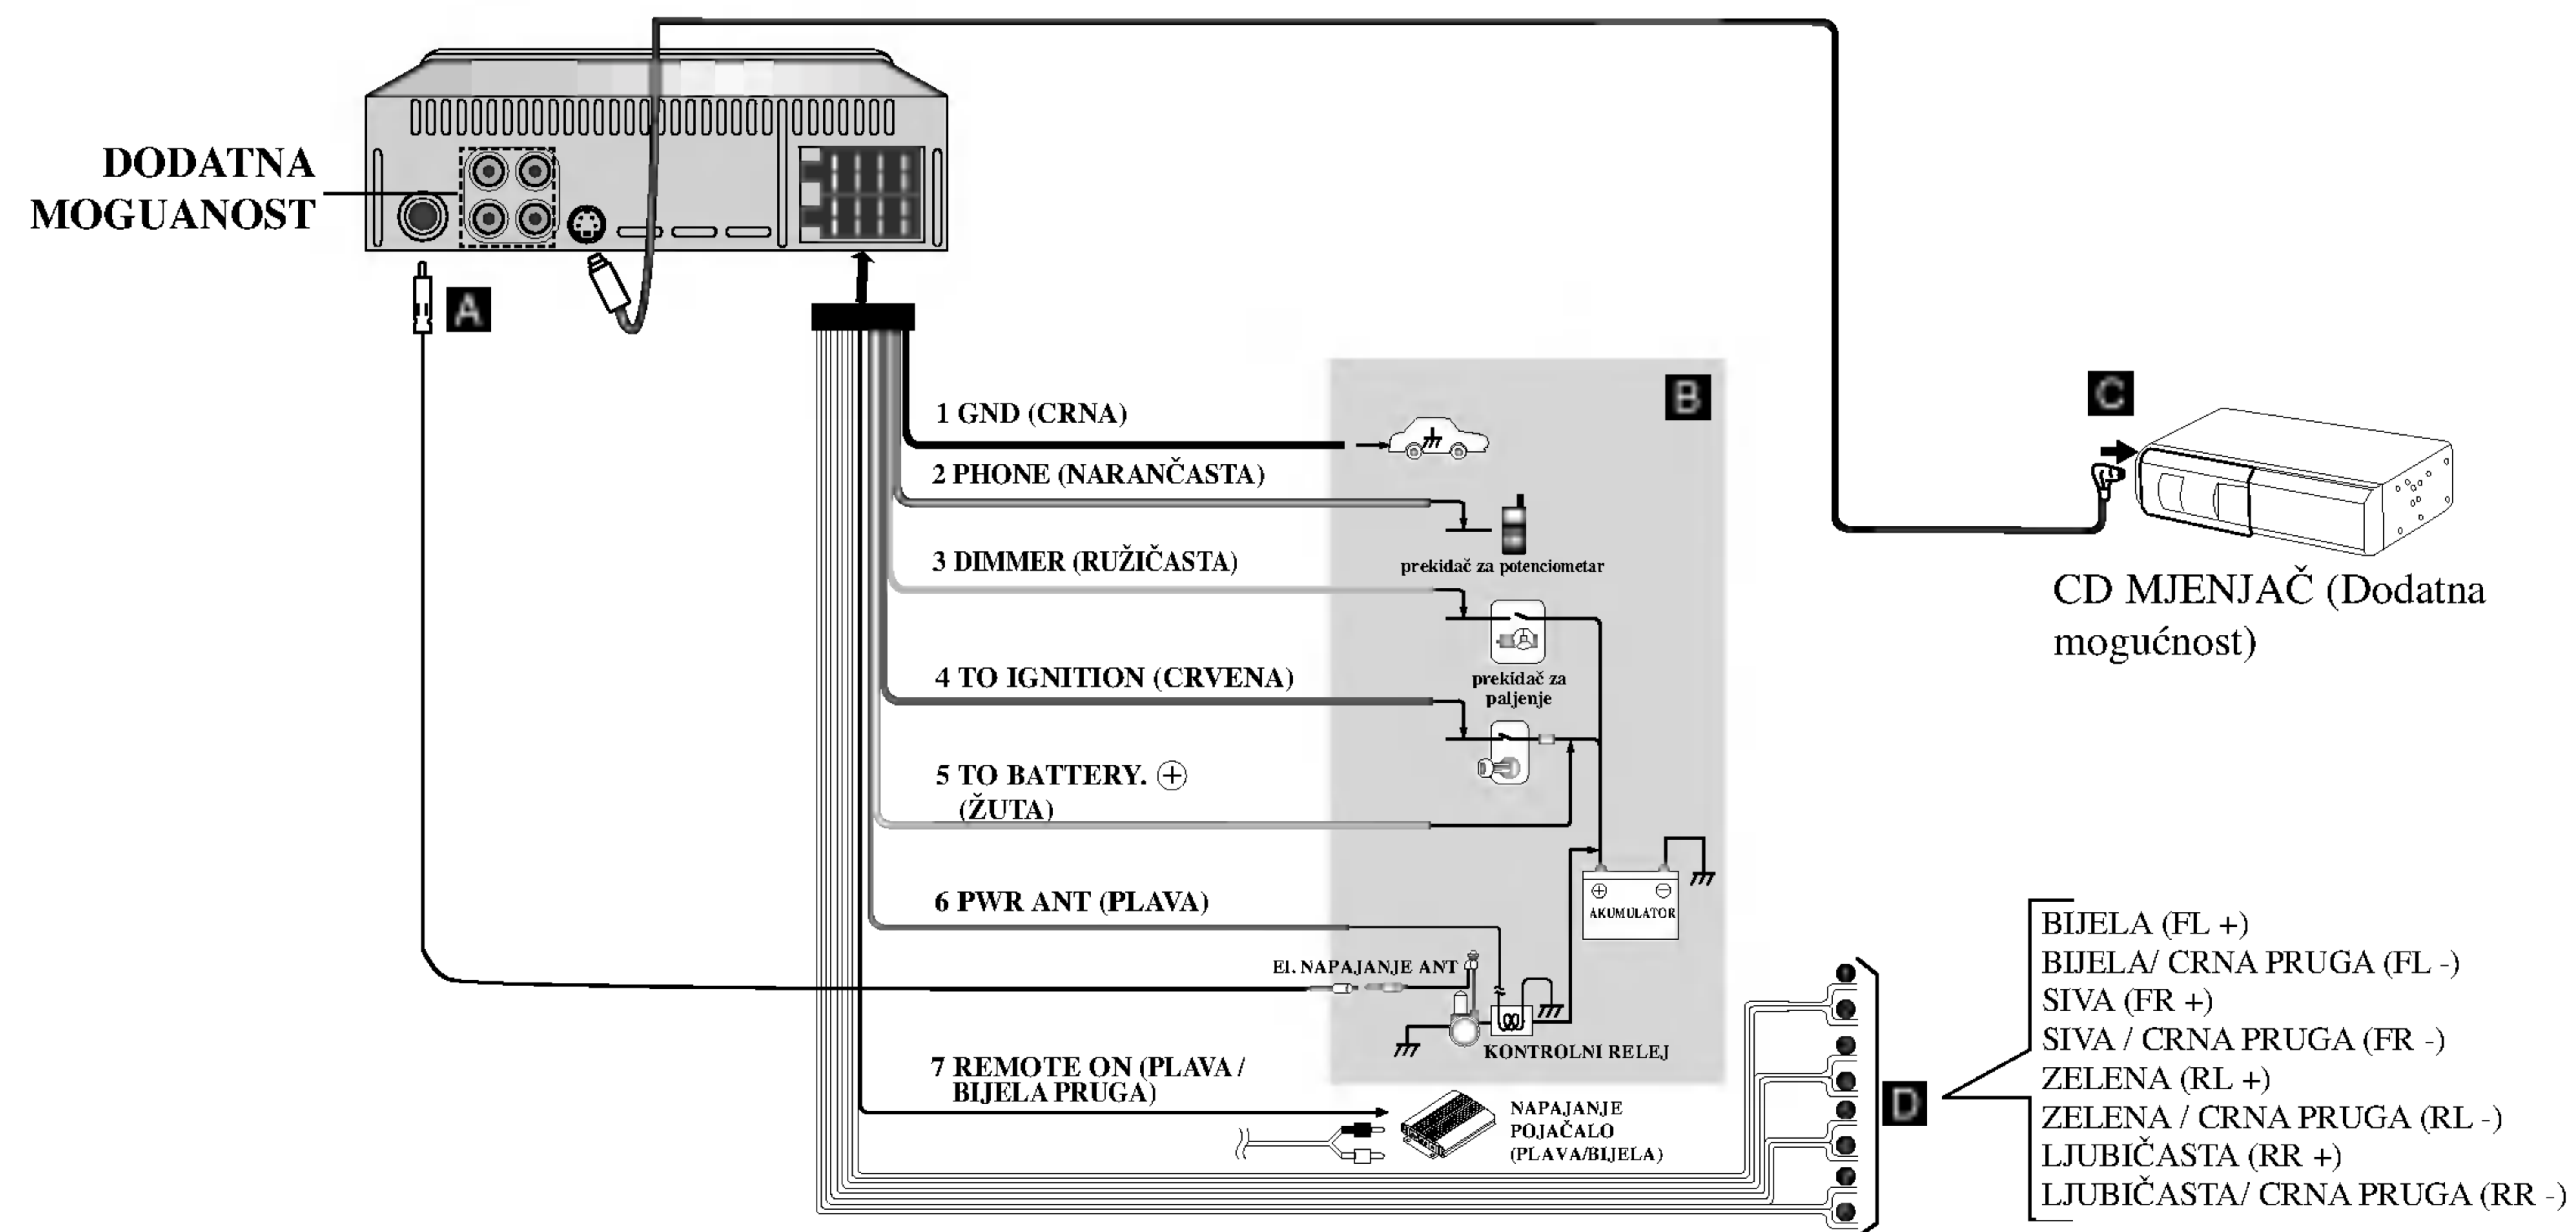 DODATNA
MOGUANOST
A
B
C
1 GND (CRNA)
2 PHONE (NARANČASTA)
prekidač za potenciometar
3 DIMMER (RUŽIČASTA)
CD MJENJAČ (Dodatna
mogućnost)
4 TO IGNITION (CRVENA)
prekidač za
paljenje
5 TO BATTERY. ⊕
(ŽUTA)
⊕ ⊖
AKUMULATOR
6 PWR ANT (PLAVA)
El. NAPAJANJE ANT
KONTROLNI RELEJ
7 REMOTE ON (PLAVA /
BIJELA PRUGA)
NAPAJANJE
POJAČALO
(PLAVA/BIJELA)
D
BIJELA (FL +)
BIJELA/ CRNA PRUGA (FL -)
SIVA (FR +)
SIVA / CRNA PRUGA (FR -)
ZELENA (RL +)
ZELENA / CRNA PRUGA (RL -)
LJUBIČASTA (RR +)
LJUBIČASTA/ CRNA PRUGA (RR -)